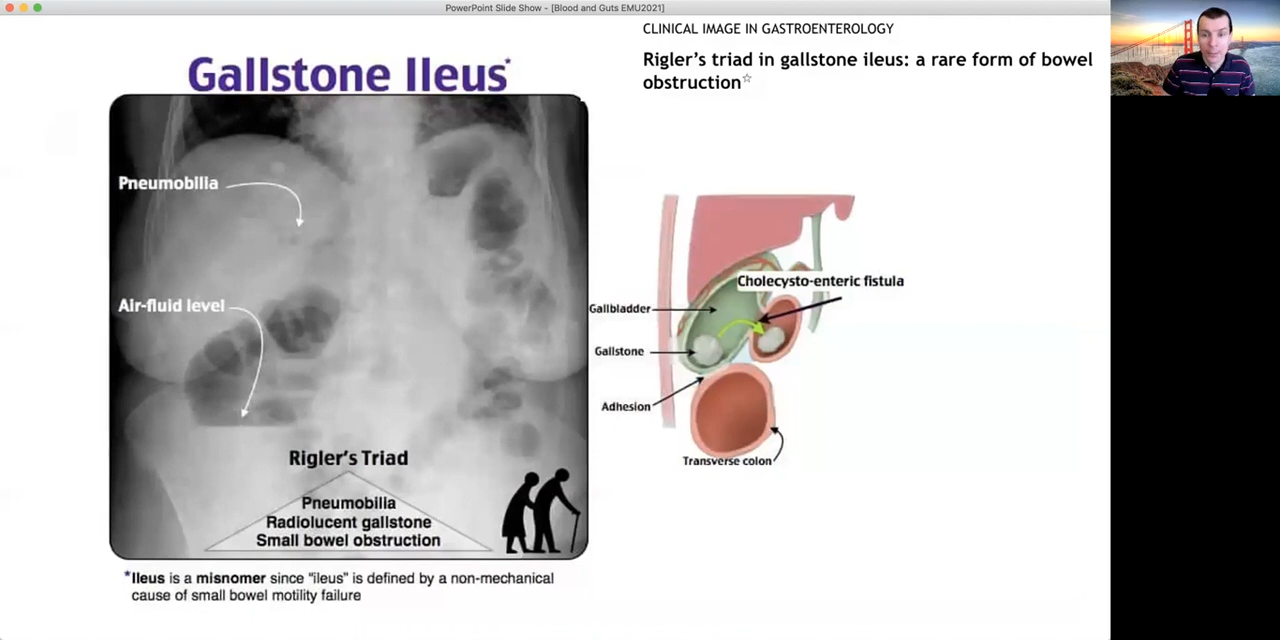 PowerPoint Slide Show - [Blood and Guts EMU2021]
CLINICAL IMAGE IN GASTROENTEROLOGY
Rigler's triad in gallstone ileus: a rare form of bowel
obstruction☆
Gallstone Ileus*
Pneumobilia
Air-fluid level
Rigler's Triad
Pneumobilia
Radiolucent gallstone
Small bowel obstruction
*Ileus is a misnomer since "ileus" is defined by a non-mechanical
cause of small bowel motility failure
Cholecysto-enteric fistula
Gallbladder
Gallstone
Adhesion
Transverse colon